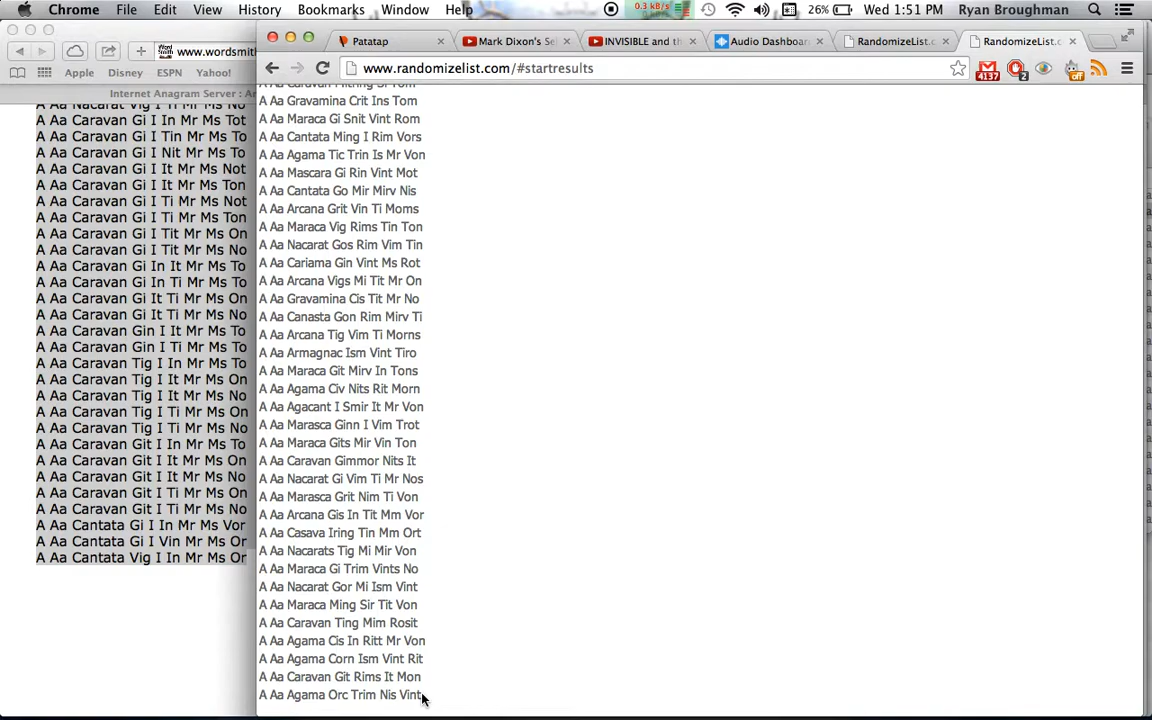 Chrome File Edit View History Bookmarks Window Help 0.3 kB/s 26% Wed 1:51 PM Ryan Broughman
Patatap
Mark Dixon's Se
INVISIBLE and th
Audio Dashboar
RandomizeList.c
RandomizeList.c
www.wordsmith
www.randomizelist.com/#startresults
4137
2
off
Apple Disney ESPN Yahoo!
Internet Anagram Server : A
A Aa Nacarat Vig I Ti Mr Ms No
A Aa Caravan Gi I In Mr Ms Tot
A Aa Caravan Gi I Tin Mr Ms To
A Aa Caravan Gi I Nit Mr Ms To
A Aa Caravan Gi I It Mr Ms Not
A Aa Caravan Gi I It Mr Ms Ton
A Aa Caravan Gi I Ti Mr Ms Not
A Aa Caravan Gi I Ti Mr Ms Ton
A Aa Caravan Gi I Tit Mr Ms On
A Aa Caravan Gi I Tit Mr Ms No
A Aa Caravan Gi In It Mr Ms To
A Aa Caravan Gi In Ti Mr Ms To
A Aa Caravan Gi It Ti Mr Ms On
A Aa Caravan Gi It Ti Mr Ms No
A Aa Caravan Gin I It Mr Ms To
A Aa Caravan Gin I Ti Mr Ms To
A Aa Caravan Tig I In Mr Ms To
A Aa Caravan Tig I It Mr Ms On
A Aa Caravan Tig I It Mr Ms No
A Aa Caravan Tig I Ti Mr Ms On
A Aa Caravan Tig I Ti Mr Ms No
A Aa Caravan Git I In Mr Ms To
A Aa Caravan Git I It Mr Ms On
A Aa Caravan Git I It Mr Ms No
A Aa Caravan Git I Ti Mr Ms On
A Aa Caravan Git I Ti Mr Ms No
A Aa Cantata Gi I In Mr Ms Vor
A Aa Cantata Gi I Vin Mr Ms Or
A Aa Cantata Vig I In Mr Ms Or
A Aa Gravamina Crit Ins Tom
A Aa Maraca Gi Snit Vint Rom
A Aa Cantata Ming I Rim Vors
A Aa Agama Tic Trin Is Mr Von
A Aa Mascara Gi Rin Vint Mot
A Aa Cantata Go Mir Mirv Nis
A Aa Arcana Grit Vin Ti Moms
A Aa Maraca Vig Rims Tin Ton
A Aa Nacarat Gos Rim Vim Tin
A Aa Cariama Gin Vint Ms Rot
A Aa Arcana Vigs Mi Tit Mr On
A Aa Gravamina Cis Tit Mr No
A Aa Canasta Gon Rim Mirv Ti
A Aa Arcana Tig Vim Ti Morns
A Aa Armagnac Ism Vint Tiro
A Aa Maraca Git Mirv In Tons
A Aa Agama Civ Nits Rit Morn
A Aa Agacant I Smir It Mr Von
A Aa Marasca Ginn I Vim Trot
A Aa Maraca Gits Mir Vin Ton
A Aa Caravan Gimmor Nits It
A Aa Nacarat Gi Vim Ti Mr Nos
A Aa Marasca Grit Nim Ti Von
A Aa Arcana Gis In Tit Mm Vor
A Aa Casava Iring Tin Mm Ort
A Aa Nacarats Tig Mi Mir Von
A Aa Maraca Gi Trim Vints No
A Aa Nacarat Gor Mi Ism Vint
A Aa Maraca Ming Sir Tit Von
A Aa Caravan Ting Mim Rosit
A Aa Agama Cis In Ritt Mr Von
A Aa Agama Corn Ism Vint Rit
A Aa Caravan Git Rims It Mon
A Aa Agama Orc Trim Nis Vint